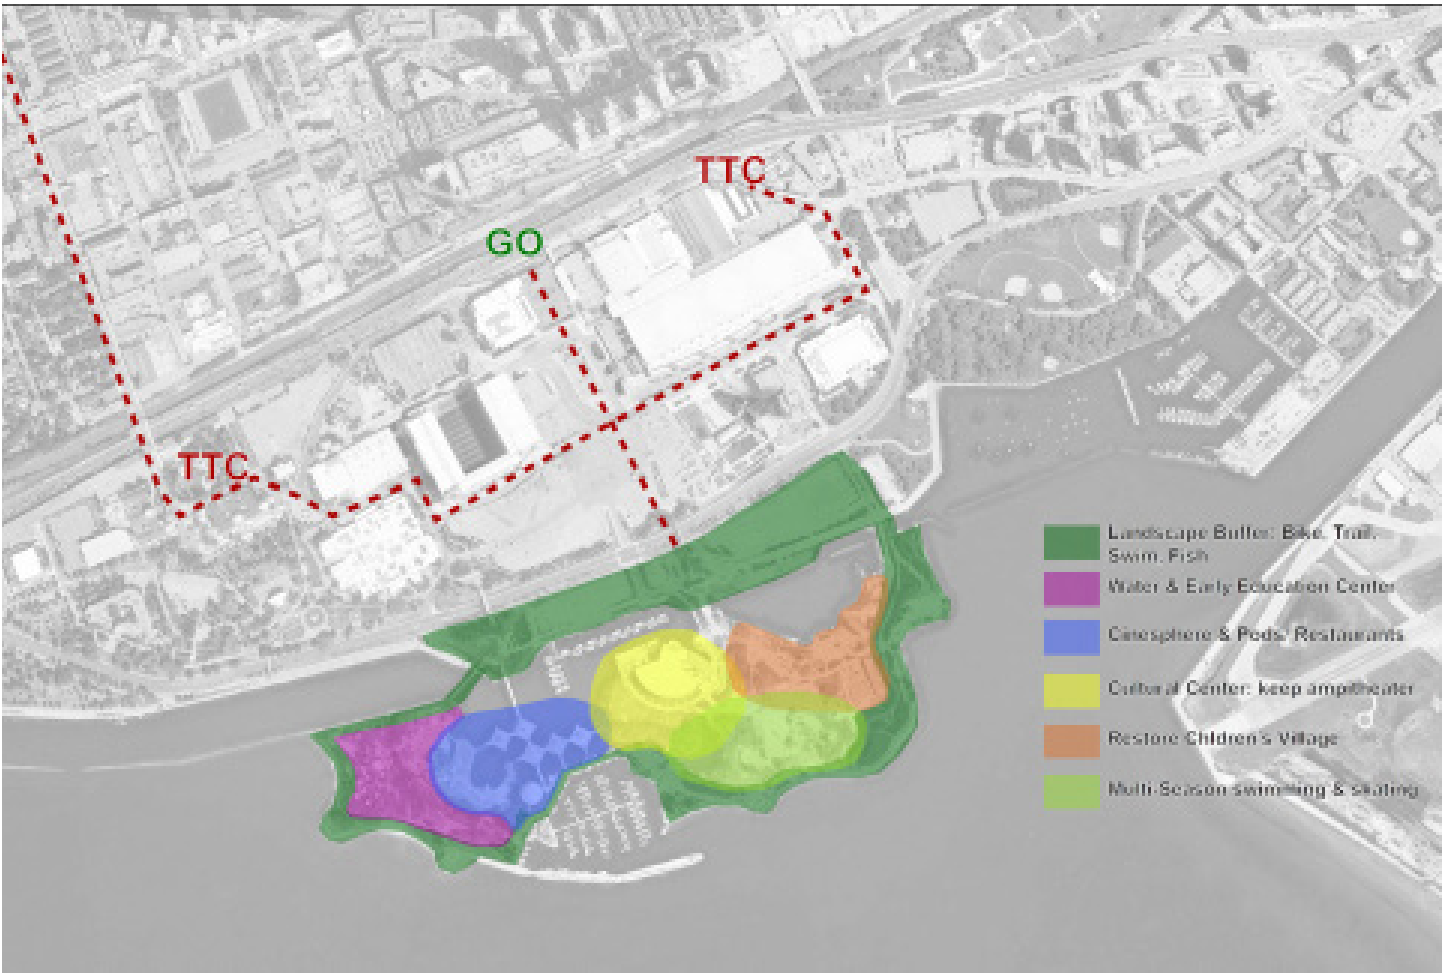 TTC
GO
TTC
Landscape Buffer: Bike, Trail,
Swim, Fish
Water & Early Education Center
Cinesphere & Pods, Restaurants
Cultural Center: keep ampitheater
Restore Children's Village
Multi-Season swimming & skating